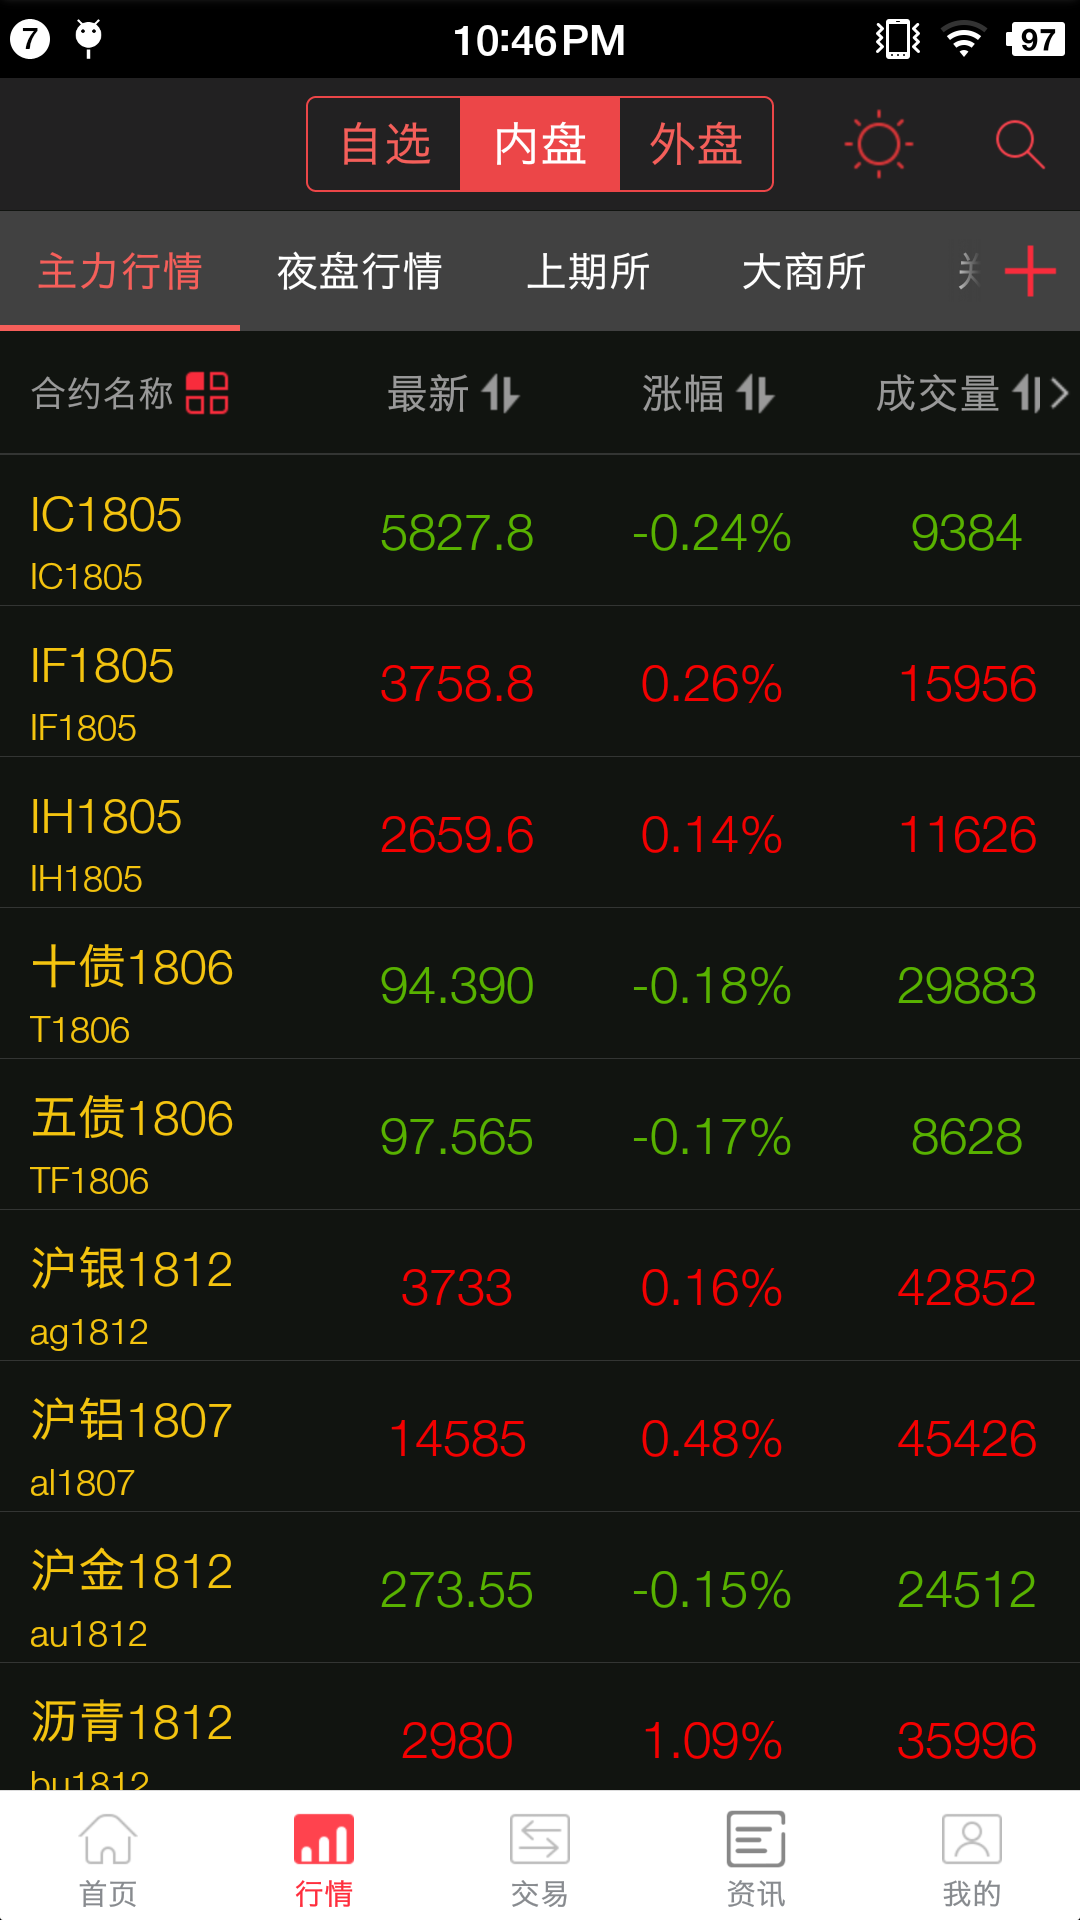 7 10:46PM 97
自选 内盘 外盘
主力行情 夜盘行情 上期所 大商所
合约名称 最新 涨幅 成交量
IC1805 5827.8 -0.24% 9384
IC1805
IF1805 3758.8 0.26% 15956
IF1805
IH1805 2659.6 0.14% 11626
IH1805
十债1806 94.390 -0.18% 29883
T1806
五债1806 97.565 -0.17% 8628
TF1806
沪银1812 3733 0.16% 42852
ag1812
沪铝1807 14585 0.48% 45426
al1807
沪金1812 273.55 -0.15% 24512
au1812
沥青1812 2980 1.09% 35996
bu1812
首页 行情 交易 资讯 我的